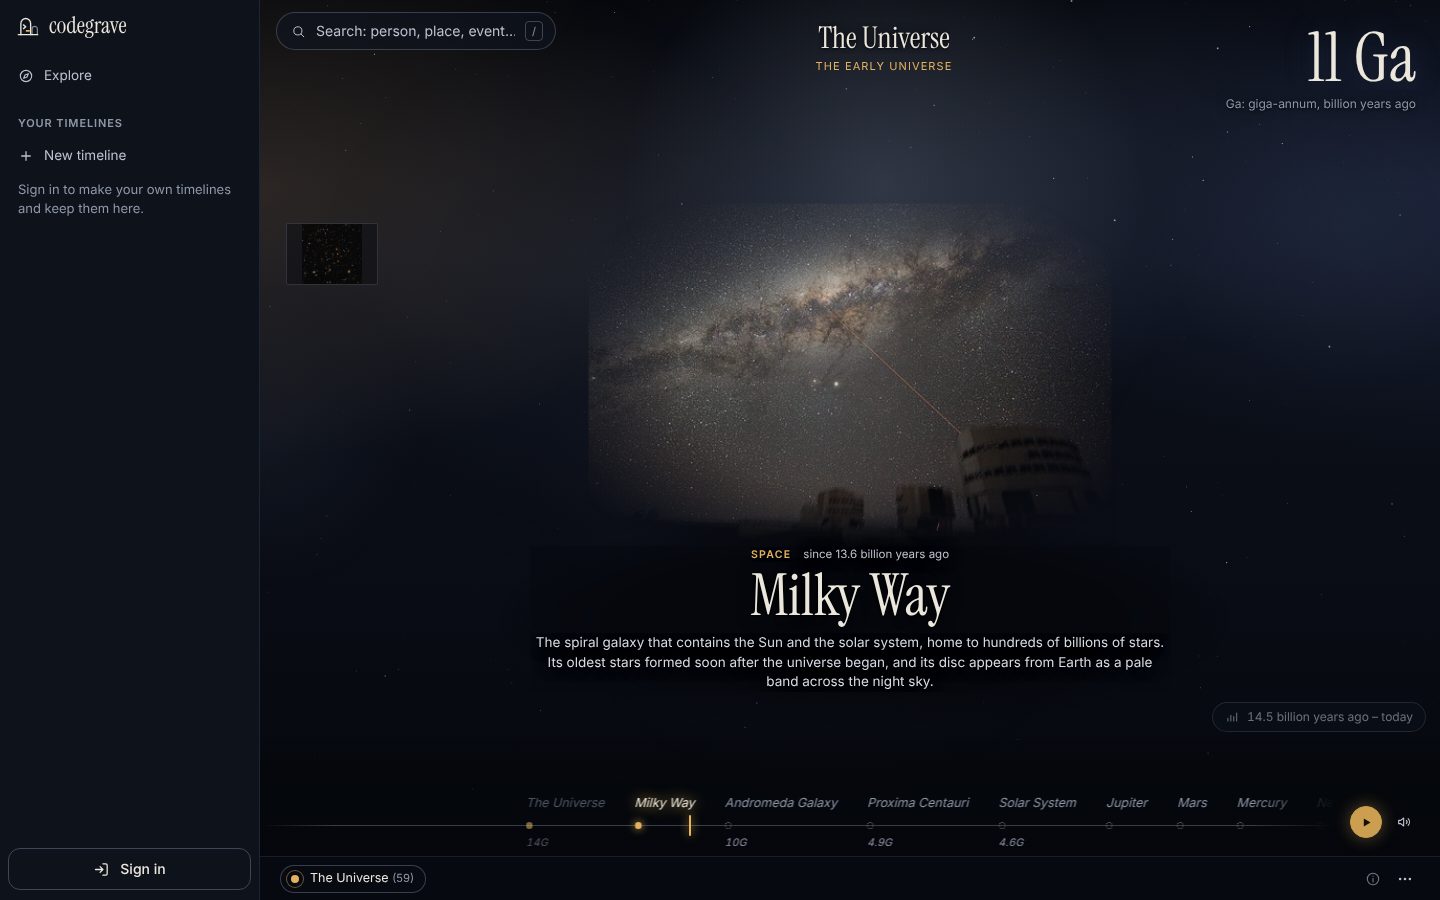 codegrave
Search: person, place, event... /
The Universe
THE EARLY UNIVERSE
11 Ga
Ga: giga-annum, billion years ago
Explore
YOUR TIMELINES
New timeline
Sign in to make your own timelines
and keep them here.
SPACE since 13.6 billion years ago
Milky Way
The spiral galaxy that contains the Sun and the solar system, home to hundreds of billions of stars.
Its oldest stars formed soon after the universe began, and its disc appears from Earth as a pale
band across the night sky.
14.5 billion years ago – today
The Universe Milky Way Andromeda Galaxy Proxima Centauri Solar System Jupiter Mars Mercury
14G 10G 4.9G 4.6G
Sign in
The Universe (59)